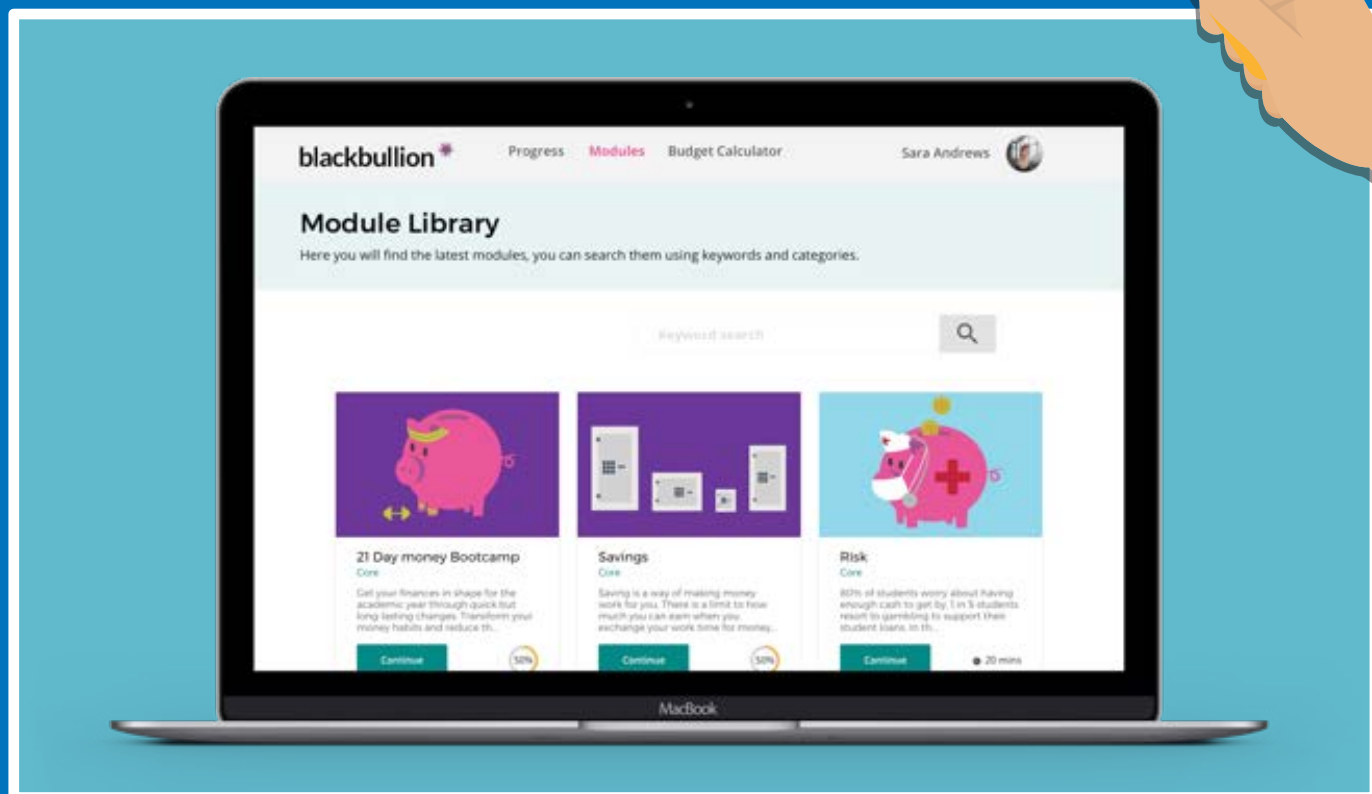 blackbullion
Progress Modules Budget Calculator
Sara Andrews
Module Library
Here you will find the latest modules, you can search them using keywords and categories.
Keyword search
21 Day money Bootcamp
Core
Get your finances in shape for the
academic year through quick but
long-lasting changes. Transform your
money habits and reduce th...
Continue
50%
Savings
Core
Saving is a way of making money
work for you. There is a limit to how
much you can earn when you
exchange your work time for money...
Continue
50%
Risk
Core
80% of students worry about having
enough cash to get by, 1 in 5 students
resort to gambling to support their
student loans. In th...
Continue
20 mins
MacBook